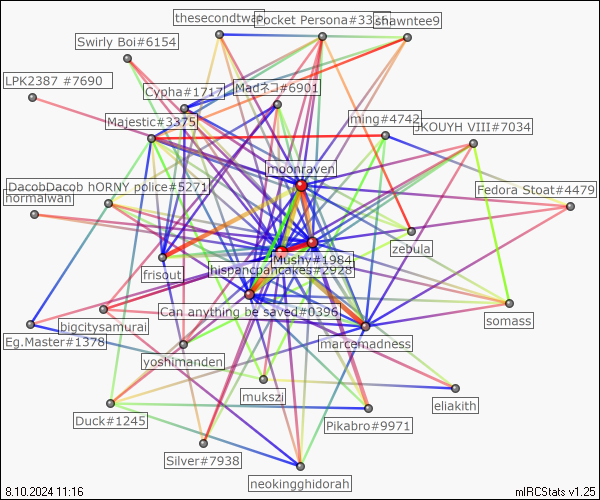 thesecondtwan
Pocket Persona#33
shawntee9
Swirly Boi#6154
LPK2387 #7690
Cypha#1717
Madネコ#6901
Majestic#3375
ming#4742
JKOUYH VIII#7034
moonraven
DacobDacob hORNY police#5271
Fedora Stoat#4479
normalwan
zebula
Mushy#1984
hispancpancakes#2928
frisout
Can anything be saved#0396
somass
bigcitysamurai
marcemadness
Eg.Master#1378
yoshimanden
mukszi
eliakith
Duck#1245
Pikabro#9971
Silver#7938
neokingghidorah
8.10.2024 11:16
mIRCStats v1.25